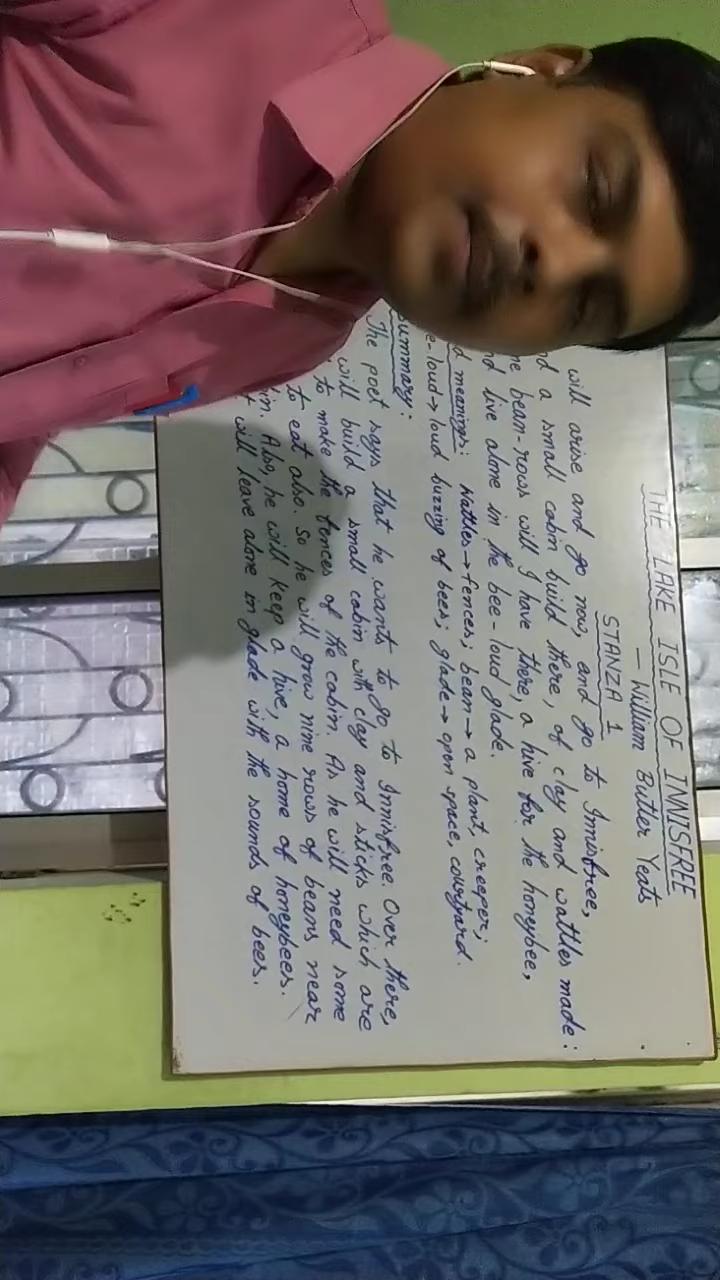 THE LAKE ISLE OF INNISFREE
— William Butler Yeats
STANZA 1
will arise and go now, and go to Innisfree,
a small cabin build there, of clay and wattles made:
bean-rows will I have there, a hive for the honeybee,
live alone in the bee-loud glade.
meanings: Wattles→fences; bean→a plant, creeper;
loud→loud buzzing of bees; glade→open space, courtyard.
Summary:
The poet says that he wants to go to Innisfree. Over there,
will build a small cabin with clay and sticks which are
to make the fences of the cabin. As he will need some
to eat also. So he will grow nine rows of beans near
Also, he will keep a hive, a home of honeybees.
will leave alone in glade with the sounds of bees.